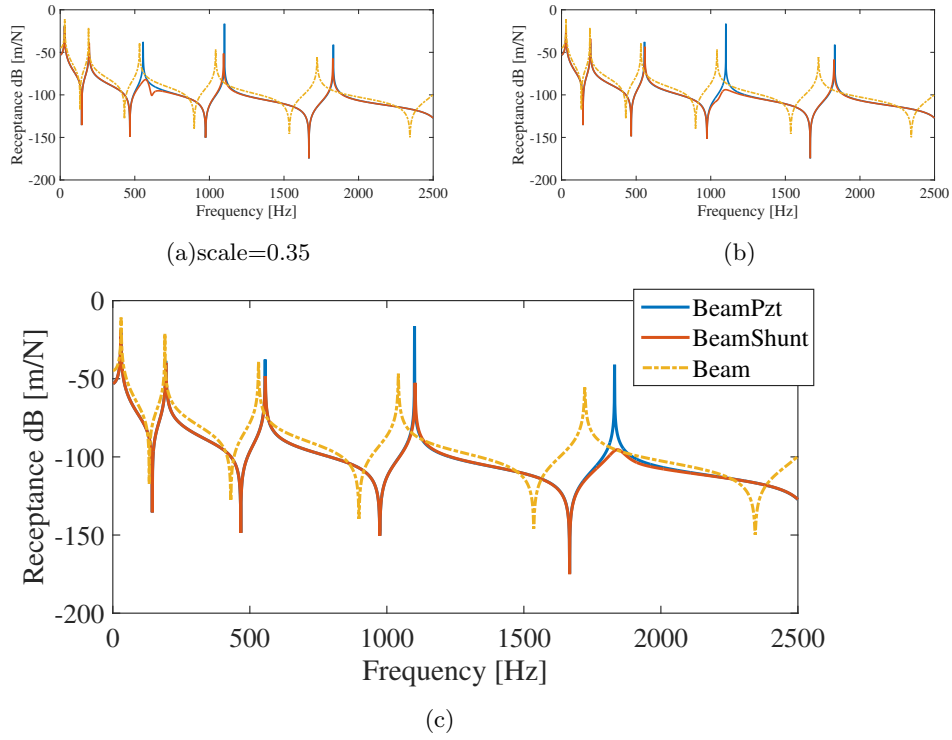 0
-50
-100
-150
-200
Receptance dB [m/N]
0 500 1000 1500 2000 2500
Frequency [Hz]
(a)scale=0.35
0
-50
-100
-150
-200
Receptance dB [m/N]
0 500 1000 1500 2000 2500
Frequency [Hz]
(b)
0
-50
-100
-150
-200
Receptance dB [m/N]
BeamPzt
BeamShunt
Beam
0 500 1000 1500 2000 2500
Frequency [Hz]
(c)